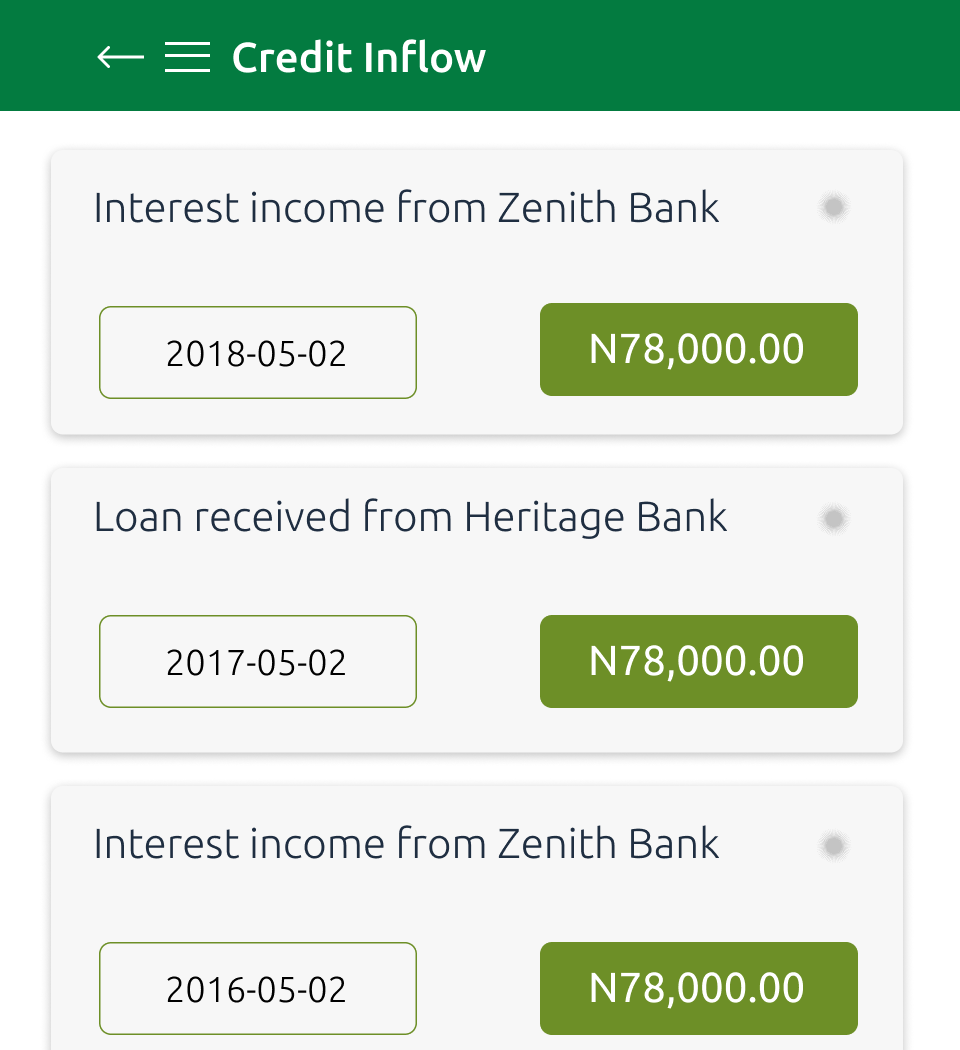 Credit Inflow
Interest income from Zenith Bank
2018-05-02
N78,000.00
Loan received from Heritage Bank
2017-05-02
N78,000.00
Interest income from Zenith Bank
2016-05-02
N78,000.00